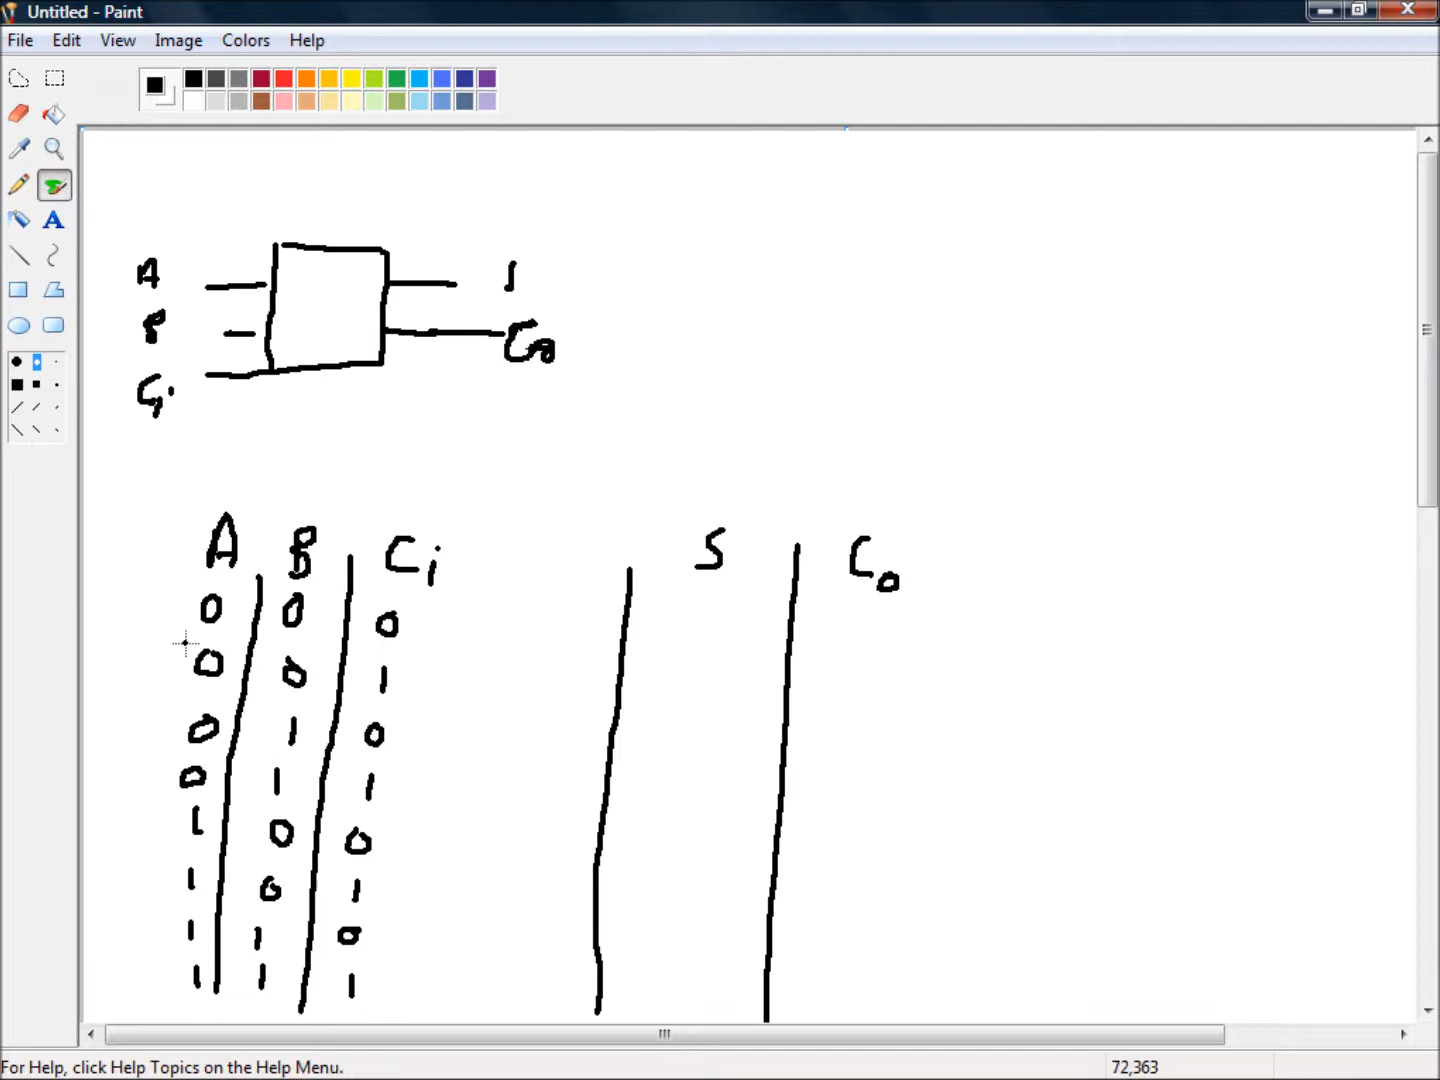 Untitled - Paint
File Edit View Image Colors Help
A
S
B
Co
Ci
A B Ci S Co
0 0 0
0 0 1
0 1 0
0 1 1
1 0 0
1 0 1
1 1 0
1 1 1
For Help, click Help Topics on the Help Menu.
72,363